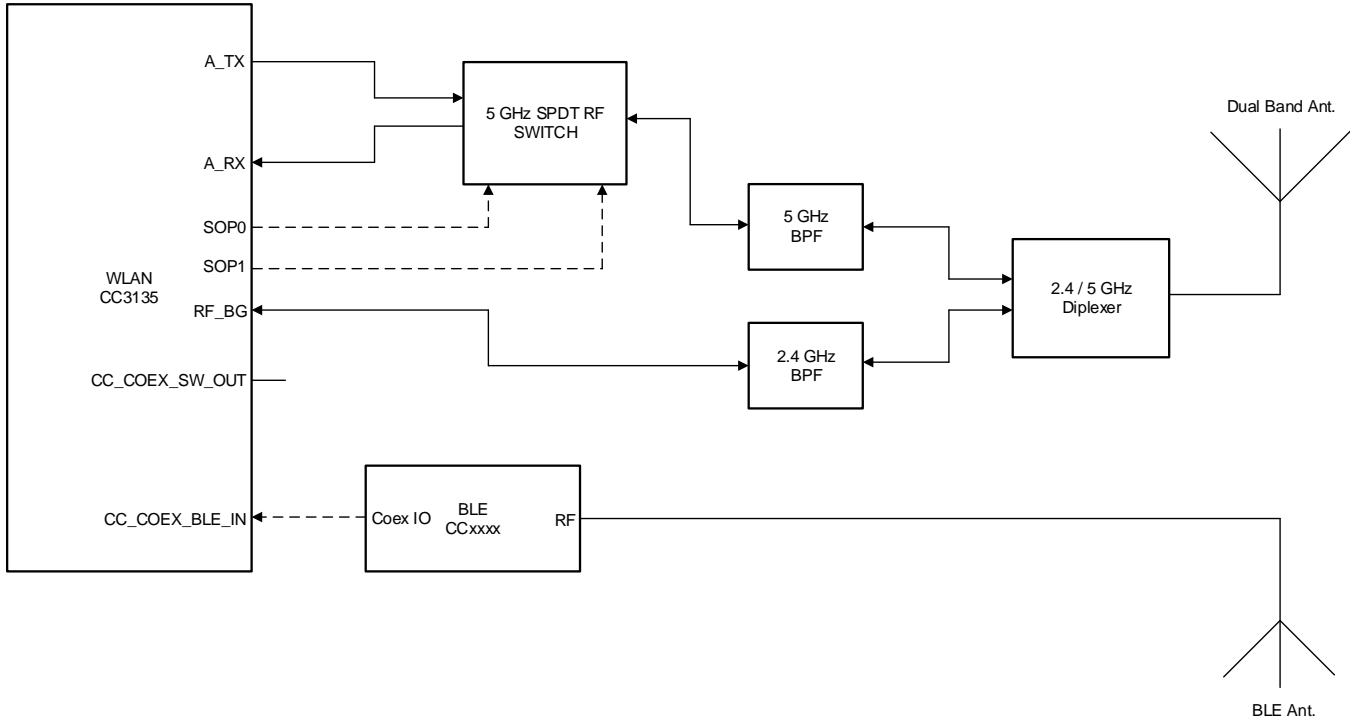 A_TX
A_RX
SOP0
SOP1
WLAN
CC3135
RF_BG
CC_COEX_SW_OUT
CC_COEX_BLE_IN
5 GHz SPDT RF
SWITCH
5 GHz
BPF
2.4 GHz
BPF
2.4 / 5 GHz
Diplexer
Dual Band Ant.
Coex IO
BLE
CCxxxx
RF
BLE Ant.